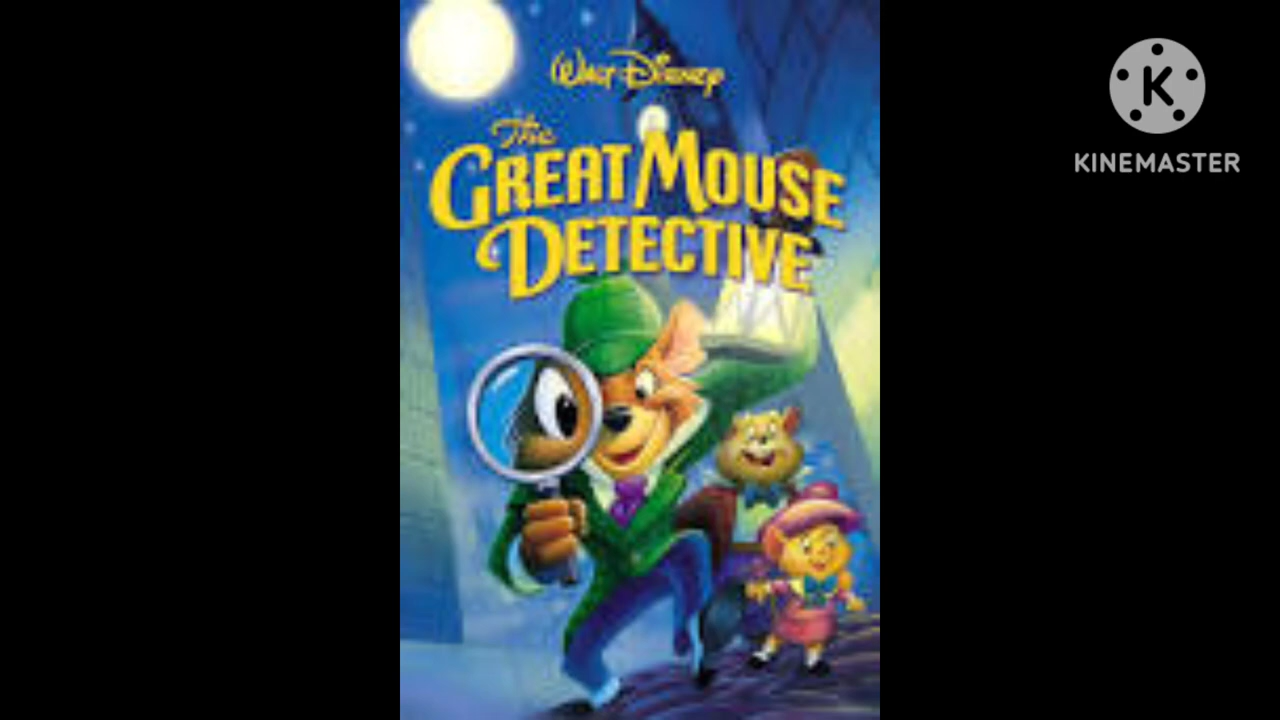 WALT DISNEY
The
GREAT MOUSE
DETECTIVE
K
KINEMASTER